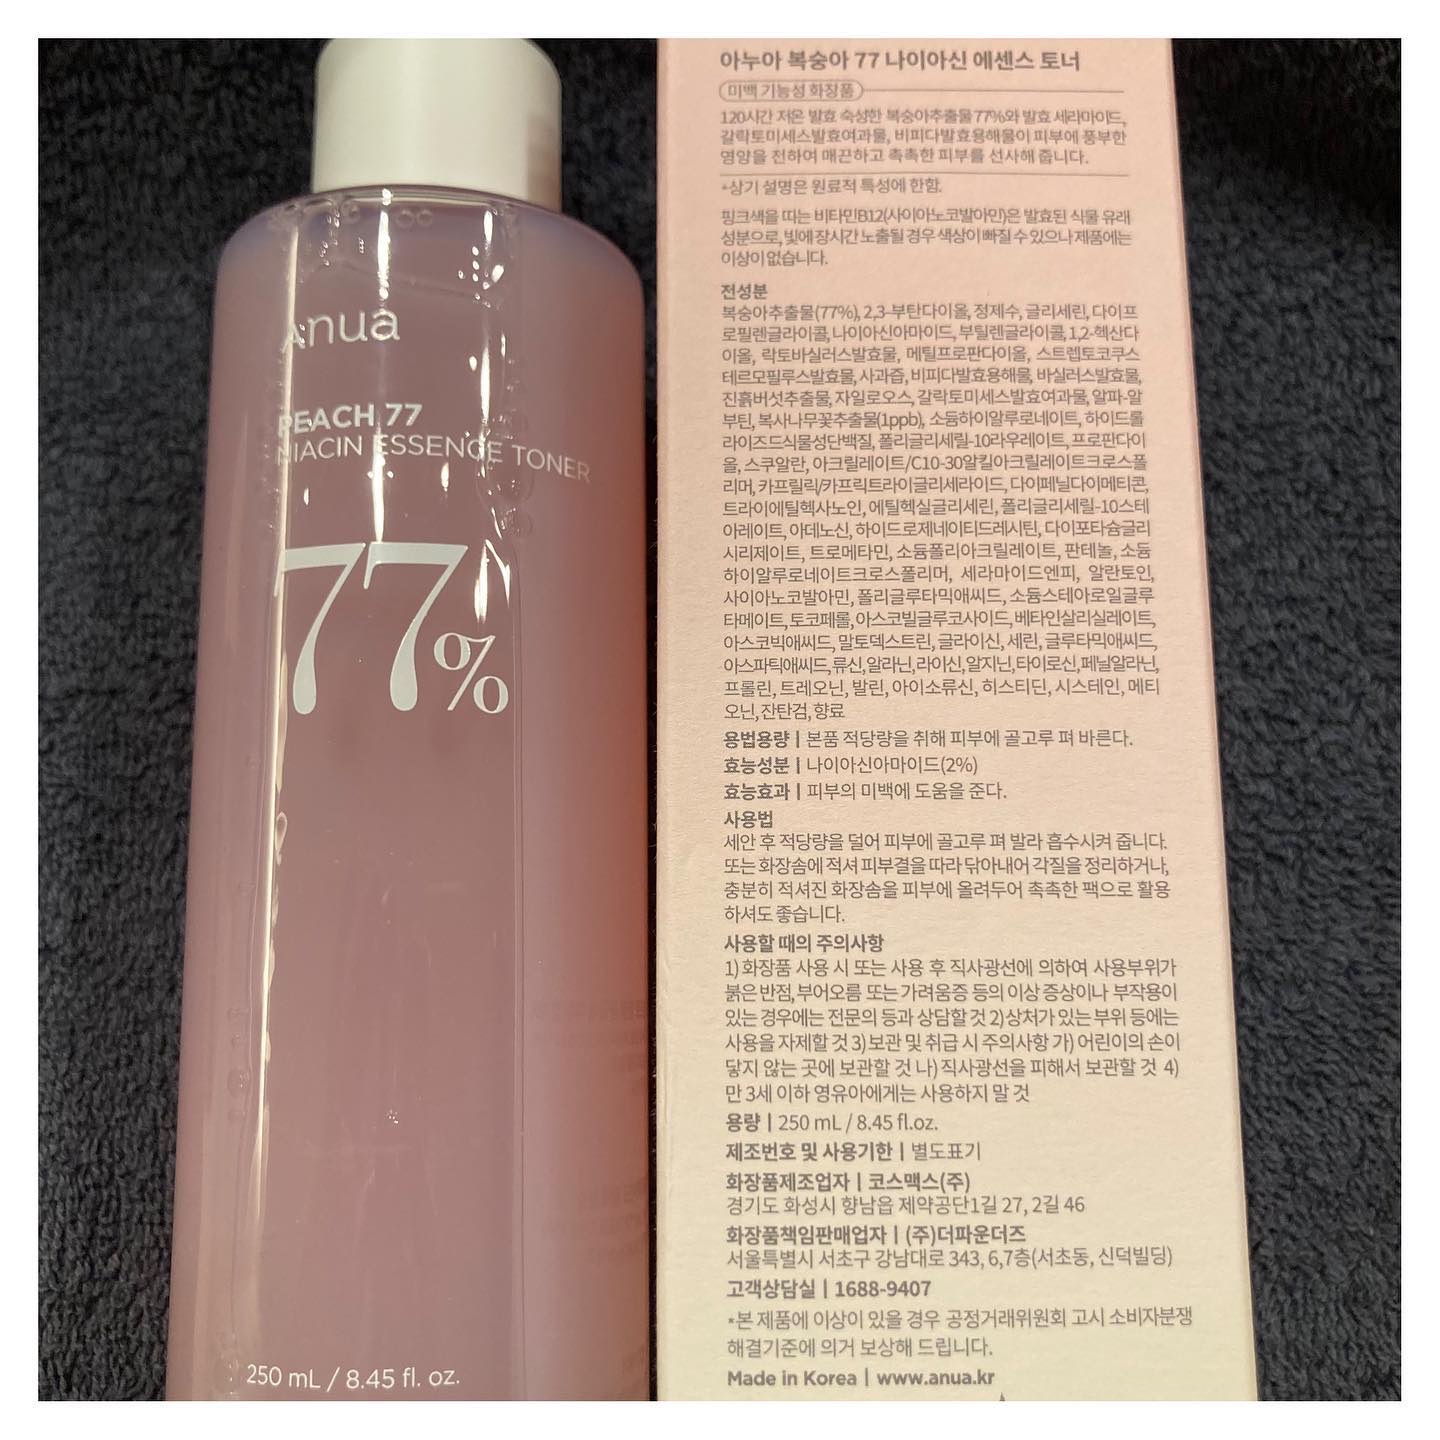 Anua
PEACH 77
NIACIN ESSENCE TONER
77%
250 mL / 8.45 fl. oz.
아누아 복숭아 77 나이아신 에센스 토너
미백 기능성 화장품
120시간 저온 발효 숙성한 복숭아추출물 77%와 발효 세라마이드,
갈락토미세스발효여과물, 비피다발효용해물이 피부에 풍부한
영양을 전하여 매끈하고 촉촉한 피부를 선사해 줍니다.
*상기 설명은 원료적 특성에 한함.
핑크색을 띠는 비타민B12(사이아노코발아민)은 발효된 식물 유래
성분으로, 빛에 장시간 노출될 경우 색상이 빠질 수 있으나 제품에는
이상이 없습니다.
전성분
복숭아추출물(77%), 2,3-부탄다이올, 정제수, 글리세린, 다이프
로필렌글라이콜, 나이아신아마이드, 부틸렌글라이콜, 1,2-헥산다
이올, 락토바실러스발효물, 메틸프로판다이올, 스트렙토코쿠스
테르모필루스발효물, 사과즙, 비피다발효용해물, 바실러스발효물,
진흙버섯추출물, 자일로오스, 갈락토미세스발효여과물, 알파-알
부틴, 복사나무꽃추출물(1ppb), 소듐하이알루로네이트, 하이드롤
라이즈드식물성단백질, 폴리글리세릴-10라우레이트, 프로판다이
올, 스쿠알란, 아크릴레이트/C10-30알킬아크릴레이트크로스폴
리머, 카프릴릭/카프릭트라이글리세라이드, 다이페닐다이메티콘,
트라이에틸헥사노인, 에틸헥실글리세린, 폴리글리세릴-10스테
아레이트, 아데노신, 하이드로제네이티드레시틴, 다이포타슘글리
시리제이트, 트로메타민, 소듐폴리아크릴레이트, 판테놀, 소듐
하이알루로네이트크로스폴리머, 세라마이드엔피, 알란토인,
사이아노코발아민, 폴리글루타믹애씨드, 소듐스테아로일글루
타메이트, 토코페롤, 아스코빌글루코사이드, 베타인살리실레이트,
아스코빅애씨드, 말토덱스트린, 글라이신, 세린, 글루타믹애씨드,
아스파틱애씨드, 류신, 알라닌, 라이신, 알지닌, 타이로신, 페닐알라닌,
프롤린, 트레오닌, 발린, 아이소류신, 히스티딘, 시스테인, 메티
오닌, 잔탄검, 향료
용법용량 | 본품 적당량을 취해 피부에 골고루 펴 바른다.
효능성분 | 나이아신아마이드(2%)
효능효과 | 피부의 미백에 도움을 준다.
사용법
세안 후 적당량을 덜어 피부에 골고루 펴 발라 흡수시켜 줍니다.
또는 화장솜에 적셔 피부결을 따라 닦아내어 각질을 정리하거나,
충분히 적셔진 화장솜을 피부에 올려두어 촉촉한 팩으로 활용
하셔도 좋습니다.
사용할 때의 주의사항
1) 화장품 사용 시 또는 사용 후 직사광선에 의하여 사용부위가
붉은 반점, 부어오름 또는 가려움증 등의 이상 증상이나 부작용이
있는 경우에는 전문의 등과 상담할 것 2) 상처가 있는 부위 등에는
사용을 자제할 것 3) 보관 및 취급 시 주의사항 가) 어린이의 손이
닿지 않는 곳에 보관할 것 나) 직사광선을 피해서 보관할 것 4)
만 3세 이하 영유아에게는 사용하지 말 것
용량 | 250 mL / 8.45 fl.oz.
제조번호 및 사용기한 | 별도표기
화장품제조업자 | 코스맥스(주)
경기도 화성시 향남읍 제약공단1길 27, 2길 46
화장품책임판매업자 | (주)더파운더즈
서울특별시 서초구 강남대로 343, 6,7층(서초동, 신덕빌딩)
고객상담실 | 1688-9407
*본 제품에 이상이 있을 경우 공정거래위원회 고시 소비자분쟁
해결기준에 의거 보상해 드립니다.
Made in Korea | www.anua.kr